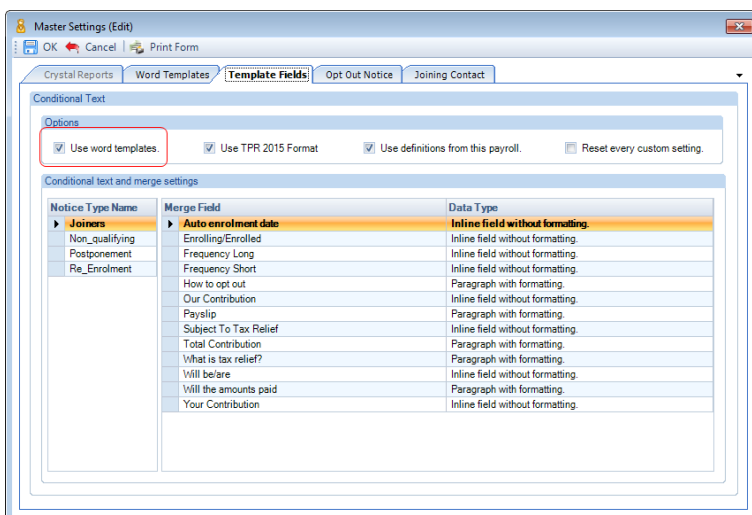 Master Settings (Edit)
OK Cancel Print Form
Crystal Reports Word Templates Template Fields Opt Out Notice Joining Contact
Conditional Text
Options
Use word templates. Use TPR 2015 Format Use definitions from this payroll. Reset every custom setting.
Conditional text and merge settings
Notice Type Name Merge Field Data Type
Joiners Auto enrolment date Inline field without formatting.
Non_qualifying Enrolling/Enrolled Inline field without formatting.
Postponement Frequency Long Inline field without formatting.
Re_Enrolment Frequency Short Inline field without formatting.
How to opt out Paragraph with formatting.
Our Contribution Inline field without formatting.
Payslip Paragraph with formatting.
Subject To Tax Relief Inline field without formatting.
Total Contribution Paragraph with formatting.
What is tax relief? Paragraph with formatting.
Will be/are Inline field without formatting.
Will the amounts paid Paragraph with formatting.
Your Contribution Inline field without formatting.